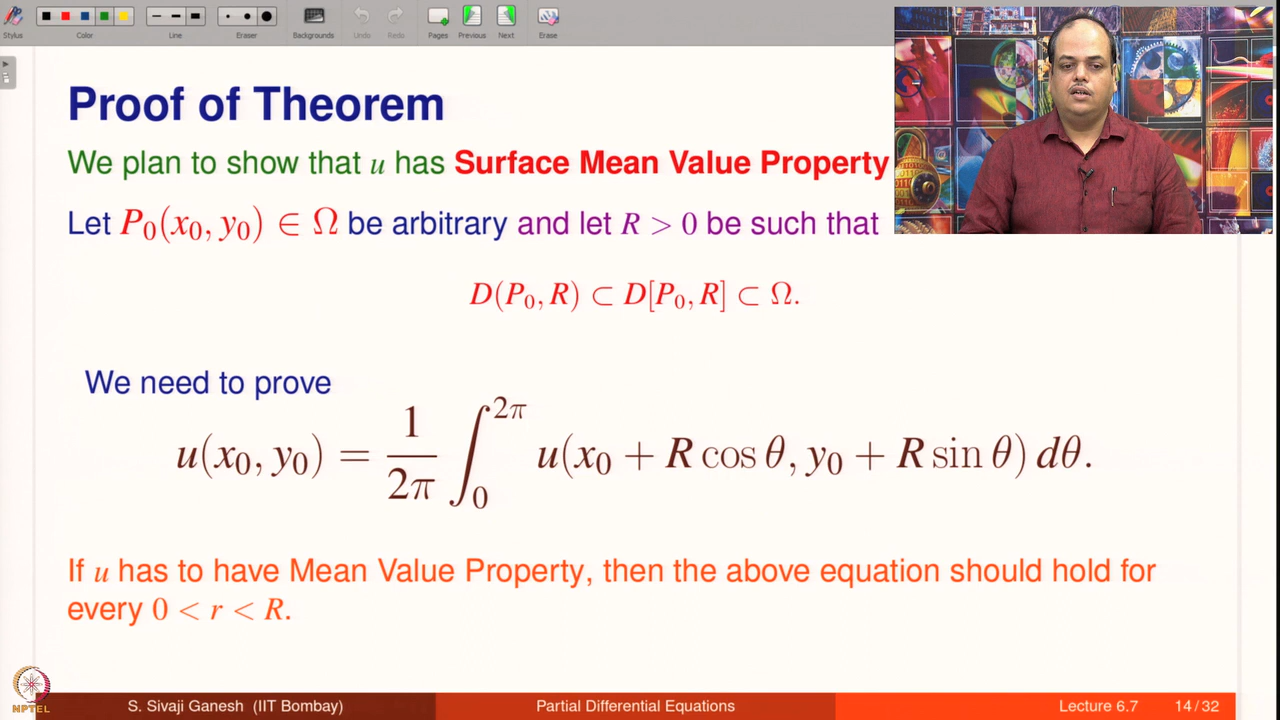 Stylus
Color
Line
Eraser
Backgrounds
Undo
Redo
Pages
Previous
Next
Erase
Proof of Theorem
We plan to show that u has Surface Mean Value Property
Let P₀(x₀, y₀) ∈ Ω be arbitrary and let R > 0 be such that
D(P₀, R) ⊂ D[P₀, R] ⊂ Ω.
We need to prove
u(x₀, y₀) = 1/2π ∫₀^2π u(x₀ + R cos θ, y₀ + R sin θ) dθ.
If u has to have Mean Value Property, then the above equation should hold for
every 0 < r < R.
NPTEL
S. Sivaji Ganesh (IIT Bombay)
Partial Differential Equations
Lecture 6.7
14/32